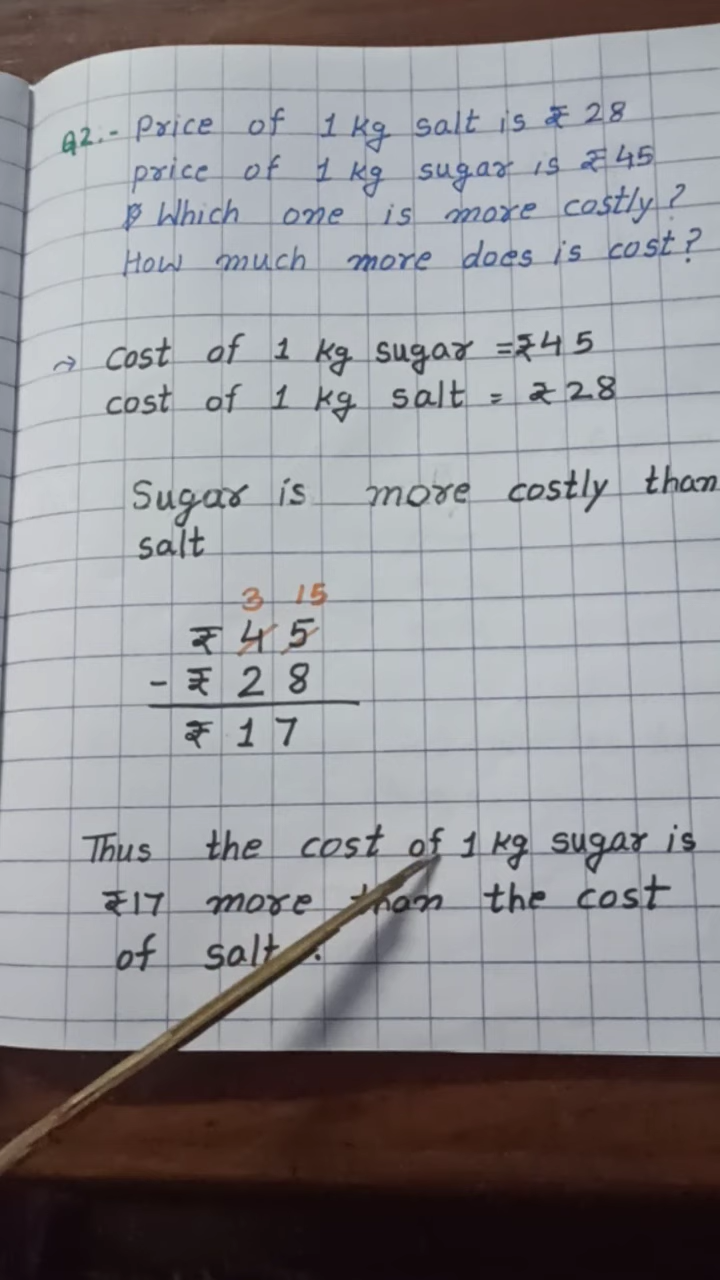 Q2.- Price of 1 kg salt is ₹ 28
price of 1 kg sugar is ₹ 45
Which one is more costly?
How much more does is cost?
→ cost of 1 kg sugar = ₹45
cost of 1 kg salt = ₹ 28
Sugar is more costly than
salt
3 15
₹ 4 5
- ₹ 2 8
₹ 1 7
Thus the cost of 1 kg sugar is
₹17 more than the cost
of salt.